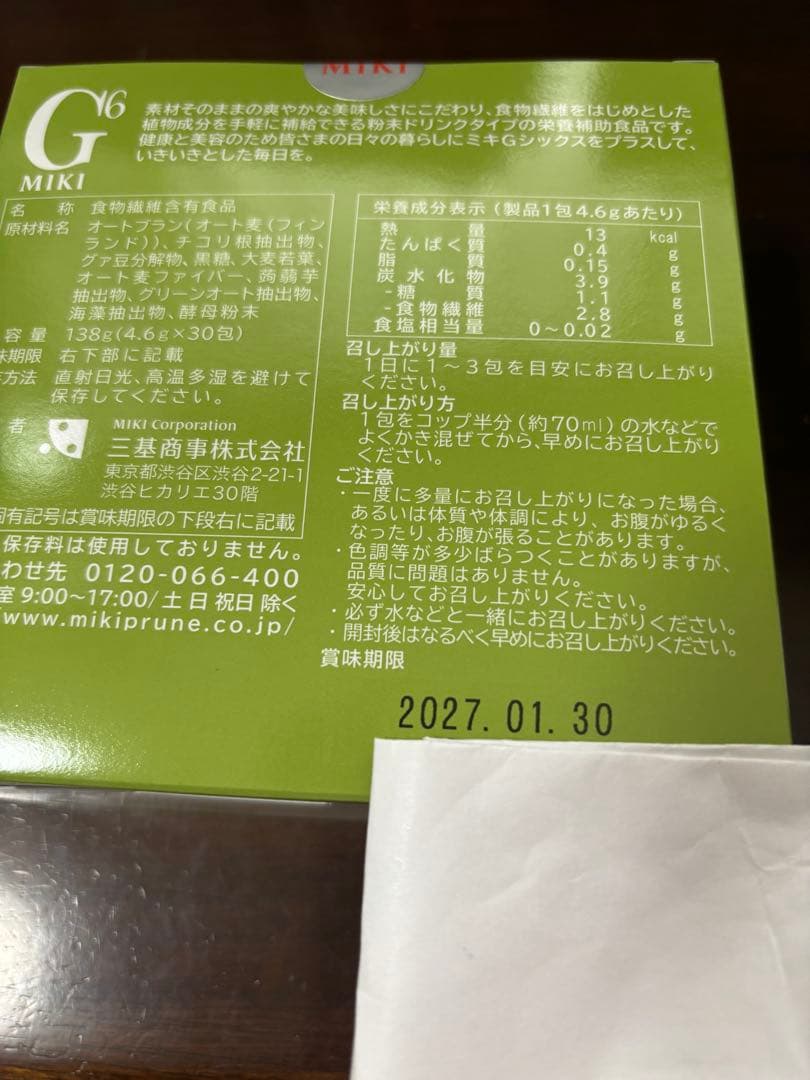 MIKI
G6
MIKI
素材そのままの爽やかな美味しさにこだわり、食物繊維をはじめとした
植物成分を手軽に補給できる粉末ドリンクタイプの栄養補助食品です。
健康と美容のため皆さまの日々の暮らしにミキGシックスをプラスして、
いきいきとした毎日を。
名 称 食物繊維含有食品
原材料名 オートブラン(オート麦(フィン
ランド))、チコリ根抽出物、
グァ豆分解物、黒糖、大麦若葉、
オート麦ファイバー、蒟蒻芋
抽出物、グリーンオート抽出物、
海藻抽出物、酵母粉末
容量 138g(4.6g×30包)
味期限 右下部に記載
方法 直射日光、高温多湿を避けて
保存してください。
者 MIKI Corporation
三基商事株式会社
東京都渋谷区渋谷2-21-1
渋谷ヒカリエ30階
固有記号は賞味期限の下段右に記載
保存料は使用しておりません。
わせ先 0120-066-400
室 9:00~17:00/土日祝日除く
www.mikiprune.co.jp/
栄養成分表示(製品1包4.6gあたり)
熱量 13 kcal
たんぱく質 0.4 g
脂質 0.15 g
炭水化物 3.9 g
-糖質 1.1 g
-食物繊維 2.8 g
食塩相当量 0~0.02 g
召し上がり量
1日に1~3包を目安にお召し上がり
ください。
召し上がり方
1包をコップ半分(約70ml)の水などで
よくかき混ぜてから、早めにお召し上がり
ください。
ご注意
・一度に多量にお召し上がりになった場合、
あるいは体質や体調により、お腹がゆるく
なったり、お腹が張ることがあります。
・色調等が多少ばらつくことがありますが、
品質に問題はありません。
安心してお召し上がりください。
・必ず水などと一緒にお召し上がりください。
・開封後はなるべく早めにお召し上がりください。
賞味期限
2027.01.30